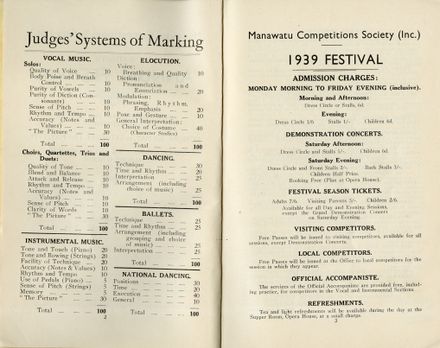 Judges' Systems of Marking
VOCAL MUSIC.
Solos:
Quality of Voice ... 10
Body Poise and Breath
Control ... 10
Purity of Vowels ... 10
Purity of Diction (Consonants) ... 10
Sense of Pitch ... 10
Rhythm and Tempo ... 10
Accuracy (Notes and
Values) ... 10
"The Picture" ... 30
Total ... 100
Choirs, Quartettes, Trios and
Duets:
Quality of Tone ... 10
Blend and Balance ... 10
Attack and Release ... 10
Rhythm and Tempo ... 10
Accuracy (Notes and
Values) ... 10
Sense of Pitch ... 10
Clarity of Words ... 10
"The Picture" ... 30
Total ... 100
INSTRUMENTAL MUSIC.
Tone and Touch (Piano) 20
Tone and Bowing (Strings) 20
Facility of Technique 20
Accuracy (Notes & Values) 10
Rhythm and Tempo ... 10
Use of Pedals (Piano) 5
Sense of Pitch (Strings) 5
Memory ... 5
"The Picture" ... 30
Total ... 100
2
ELOCUTION.
Voice:
Breathing and Quality 10
Diction:
Pronunciation and
Enunciation ... 20
Modulation:
Phrasing, Rhythm,
Emphasis ... 20
Pose and Gesture ... 10
General Interpretation:
Choice of Costume 40
(Character Studies)
Total ... 100
DANCING.
Technique ... 30
Time and Rhythm ... 20
Interpretation ... 25
Arrangement (including
choice of music) ... 25
Total ... 100
BALLETS.
Technique ... 25
Time and Rhythm ... 25
Arrangement (including
grouping and choice
of music) ... 25
Interpretation ... 25
Total ... 100
NATIONAL DANCING.
Positions ... 30
Time ... 20
Execution ... 40
General ... 10
Total ... 100
Manawatu Competitions Society (Inc.)
1939 FESTIVAL
ADMISSION CHARGES:
MONDAY MORNING TO FRIDAY EVENING (inclusive).
Morning and Afternoon:
Dress Circle or Stalls, 6d.
Evening:
Dress Circle 1/6 Stalls 1/- Children 6d.
DEMONSTRATION CONCERTS.
Saturday Afternoon:
Dress Circle and Stalls 1/- Children 6d.
Saturday Evening:
Dress Circle and Front Stalls 2/- Back Stalls 1/-
Children Half Price.
Booking Free (Plan at Opera House).
FESTIVAL SEASON TICKETS.
Adults 7/6. Visiting Parents 5/- Children 2/6.
Available for all Day and Evening Sessions
except the Grand Demonstration Concert
on Saturday Evening.
VISITING COMPETITORS.
Free Passes will be issued to visiting competitors, available for all
sessions, except Demonstration Concerts.
LOCAL COMPETITORS.
Free Passes will be issued at the Office to local competitors for the
session in which they appear.
OFFICIAL ACCOMPANISTE.
The services of the Official Accompaniste are provided free, including practice, for competitors in the Vocal and Instrumental Sections
REFRESHMENTS.
Tea and light refreshments will be available during the day at the
Supper Room, Opera House, at a small charge.